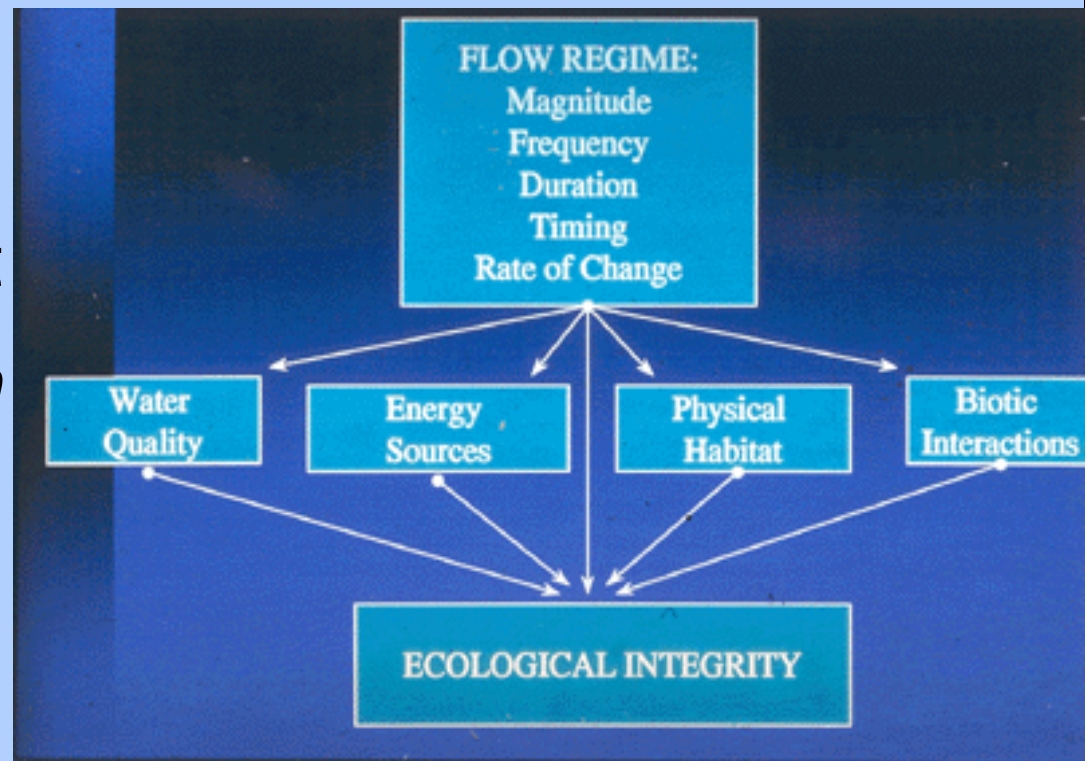 FLOW REGIME:
Magnitude
Frequency
Duration
Timing
Rate of Change
Water
Quality
Energy
Sources
Physical
Habitat
Biotic
Interactions
ECOLOGICAL INTEGRITY